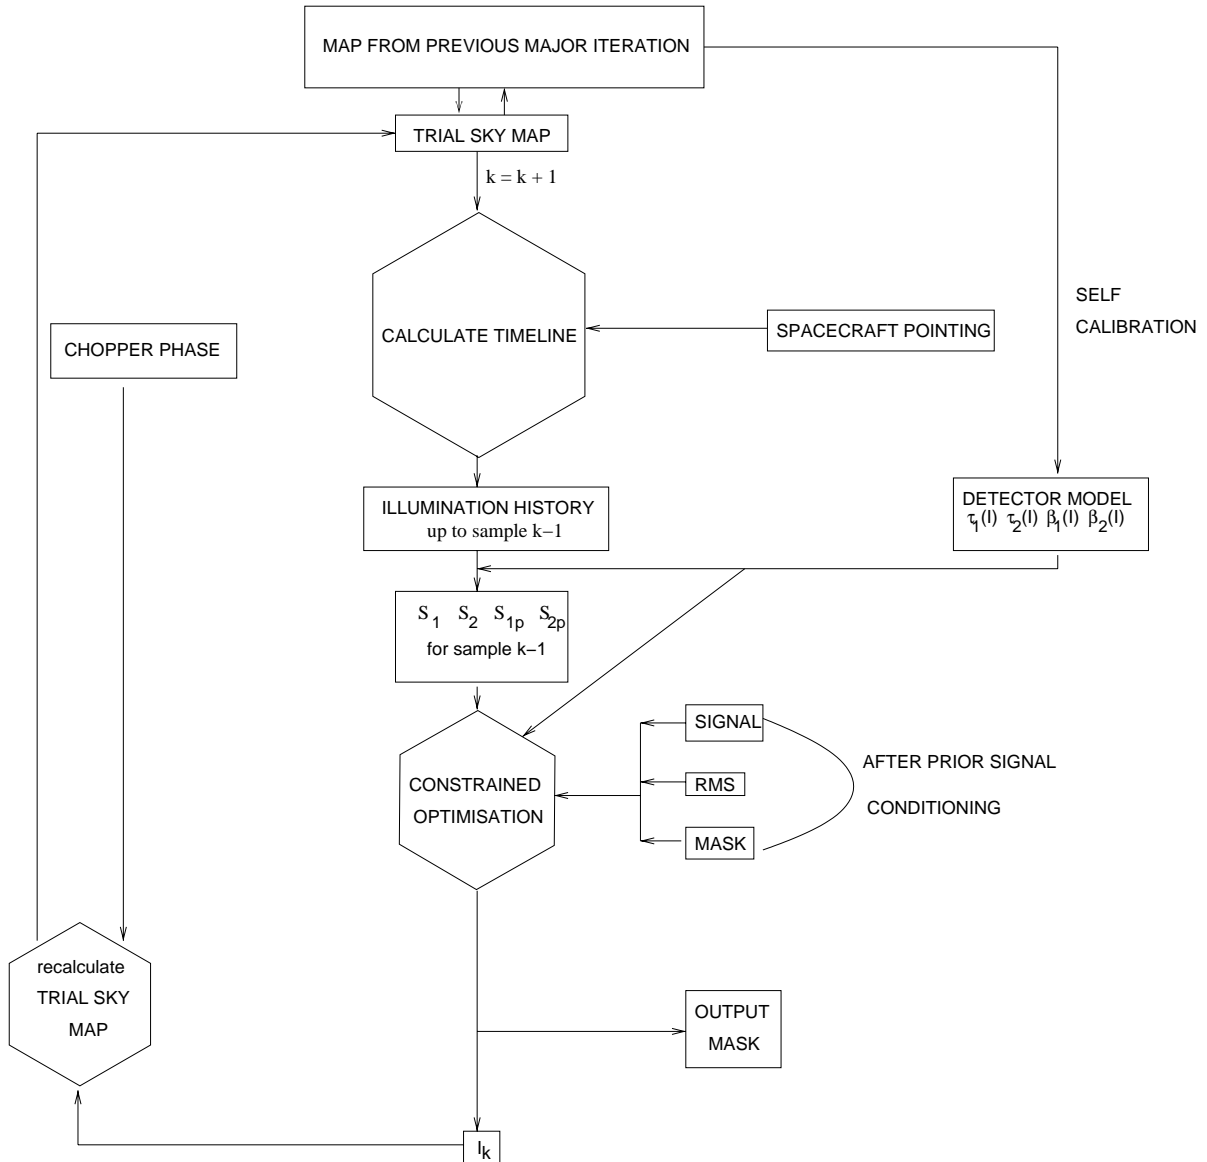 MAP FROM PREVIOUS MAJOR ITERATION
TRIAL SKY MAP
k = k + 1
CALCULATE TIMELINE
SPACECRAFT POINTING
SELF
CALIBRATION
CHOPPER PHASE
ILLUMINATION HISTORY
up to sample k−1
DETECTOR MODEL
τ₁(I) τ₂(I) β₁(I) β₂(I)
S₁ S₂ S₁ₚ S₂ₚ
for sample k−1
SIGNAL
RMS
MASK
AFTER PRIOR SIGNAL
CONDITIONING
CONSTRAINED
OPTIMISATION
recalculate
TRIAL SKY
MAP
OUTPUT
MASK
Iₖ